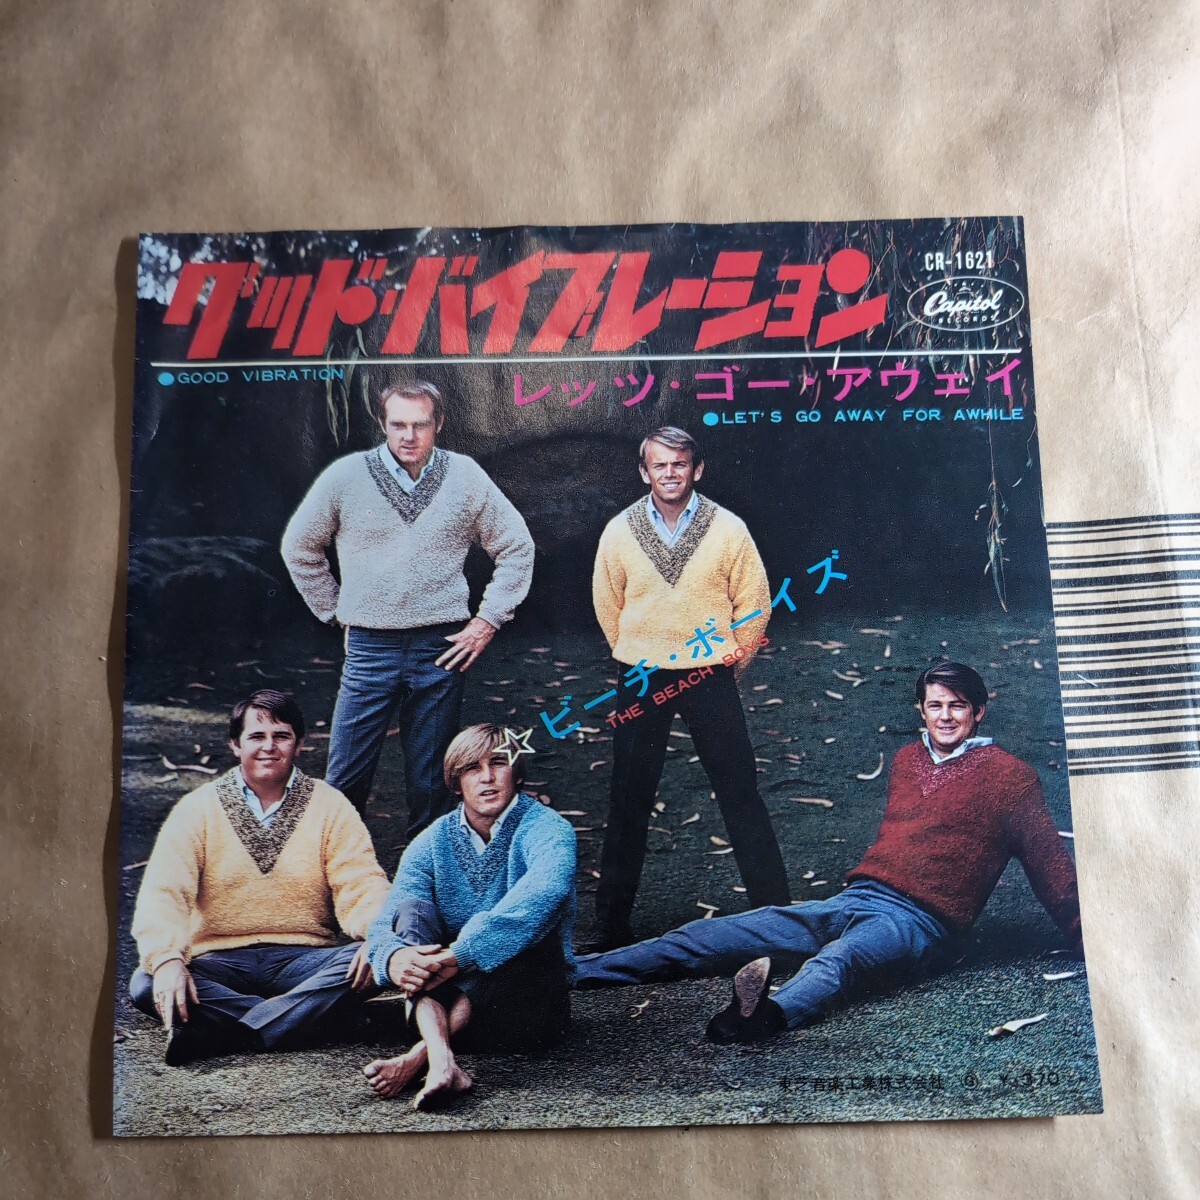 グッド・バイブレーション
CR-1621
Capitol
RECORDS
●GOOD VIBRATION
レッツ・ゴー・アウェイ
●LET'S GO AWAY FOR AWHILE
☆ビーチ・ボーイズ
THE BEACH BOYS
東芝音楽工業株式会社 Ⓖ ¥370